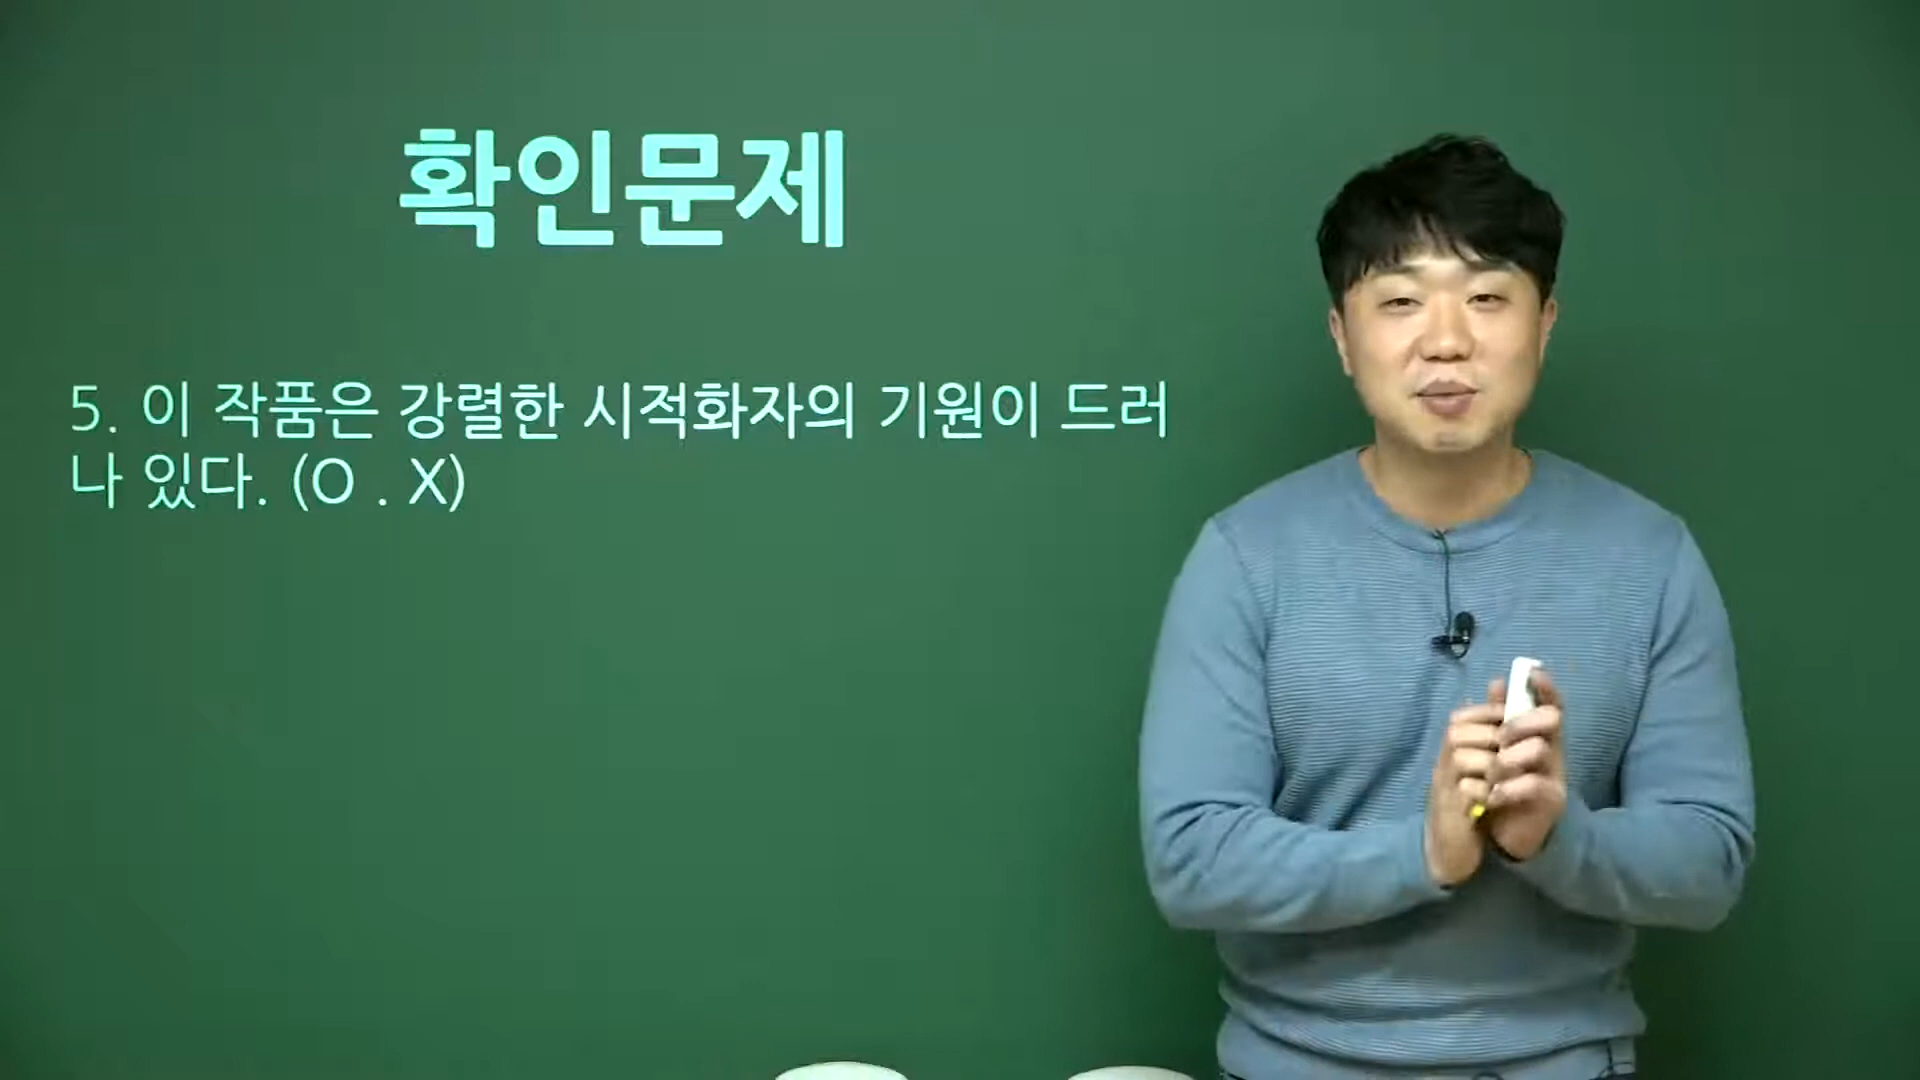 확인문제
5. 이 작품은 강렬한 시적화자의 기원이 드러
나 있다. (O . X)